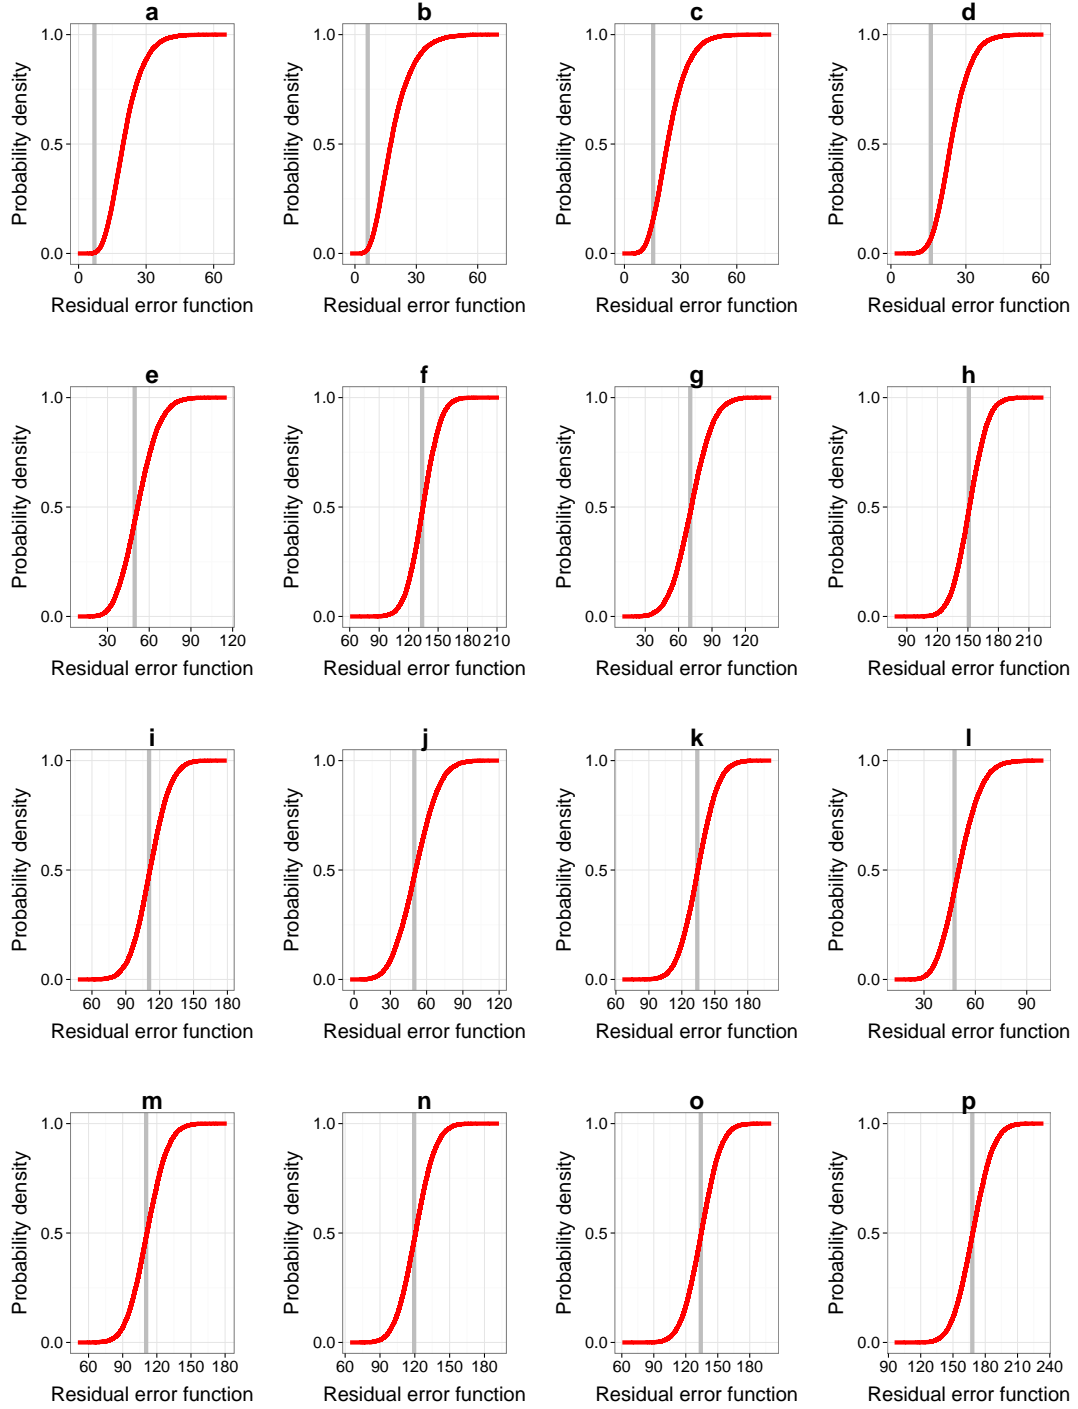 a b c d
Probability density 1.0 0.5 0.0 Probability density 1.0 0.5 0.0 Probability density 1.0 0.5 0.0 Probability density 1.0 0.5 0.0
0 30 60 0 30 60 0 30 60 0 30 60
Residual error function Residual error function Residual error function Residual error function
e f g h
Probability density 1.0 0.5 0.0 Probability density 1.0 0.5 0.0 Probability density 1.0 0.5 0.0 Probability density 1.0 0.5 0.0
30 60 90 120 60 90 120 150 180 210 30 60 90 120 90 120 150 180 210
Residual error function Residual error function Residual error function Residual error function
i j k l
Probability density 1.0 0.5 0.0 Probability density 1.0 0.5 0.0 Probability density 1.0 0.5 0.0 Probability density 1.0 0.5 0.0
60 90 120 150 180 0 30 60 90 120 60 90 120 150 180 30 60 90
Residual error function Residual error function Residual error function Residual error function
m n o p
Probability density 1.0 0.5 0.0 Probability density 1.0 0.5 0.0 Probability density 1.0 0.5 0.0 Probability density 1.0 0.5 0.0
60 90 120 150 180 60 90 120 150 180 60 90 120 150 180 90 120 150 180 210 240
Residual error function Residual error function Residual error function Residual error function